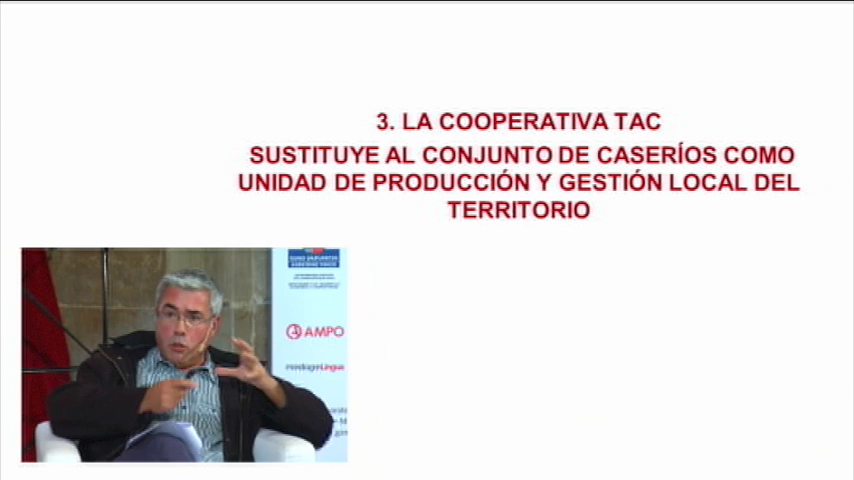 3. LA COOPERATIVA TAC
SUSTITUYE AL CONJUNTO DE CASERÍOS COMO
UNIDAD DE PRODUCCIÓN Y GESTIÓN LOCAL DEL
TERRITORIO
AMPO